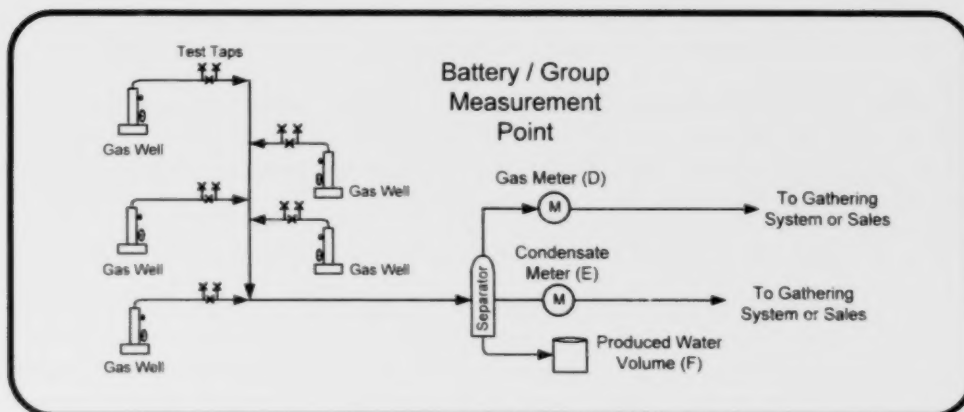 Test Taps
Battery / Group
Measurement
Point
Gas Well
Gas Well
Gas Meter (D)
M
To Gathering
System or Sales
Gas Well
Gas Well
Condensate
Meter (E)
Separator
M
To Gathering
System or Sales
Gas Well
Produced Water
Volume (F)